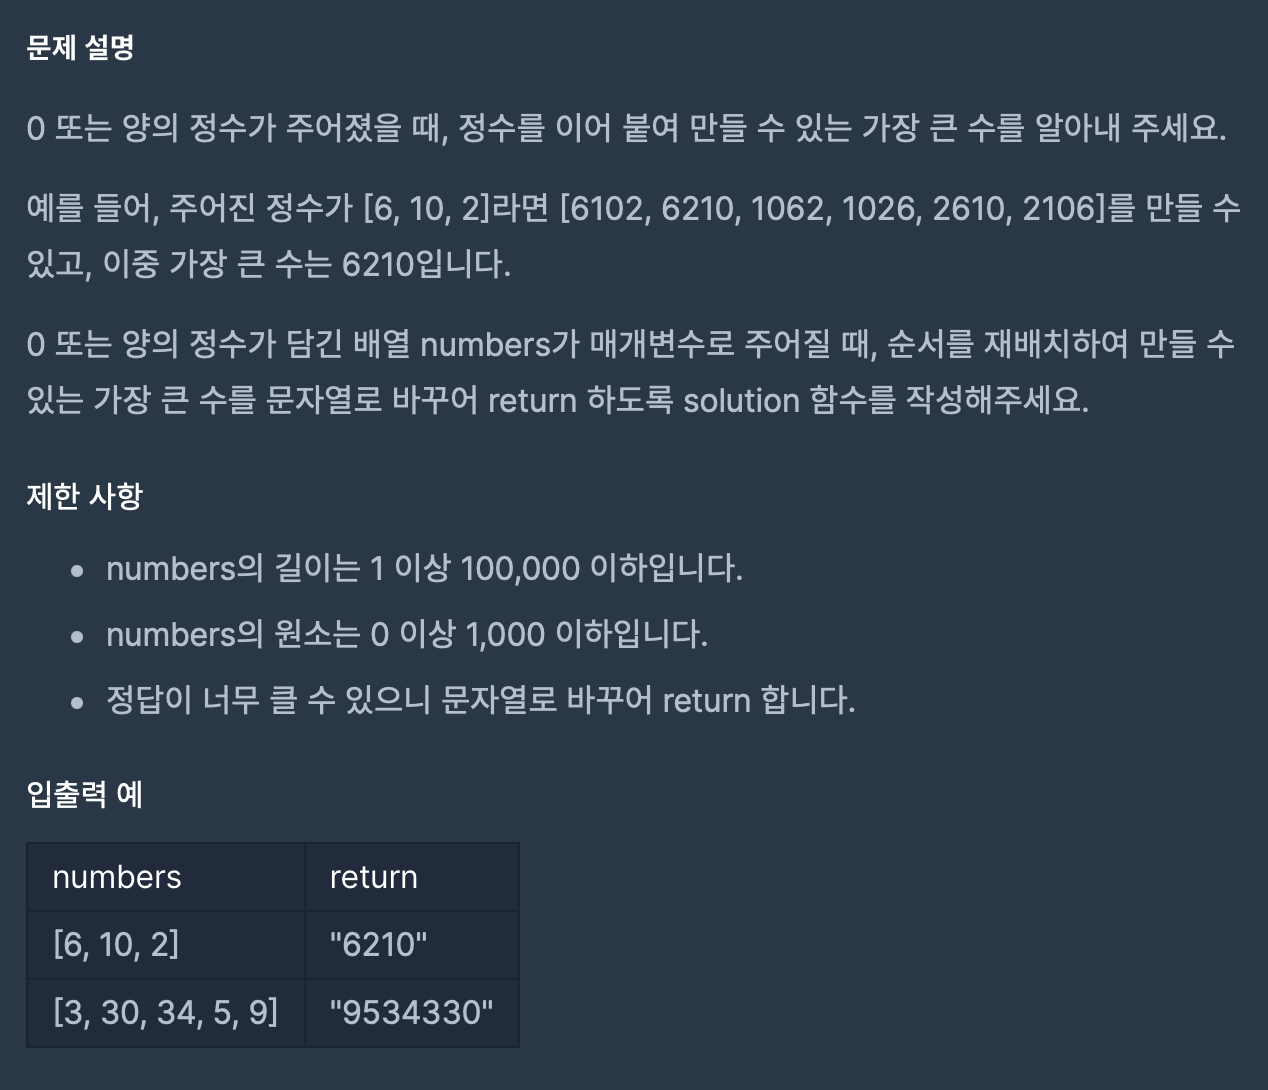 문제 설명
0 또는 양의 정수가 주어졌을 때, 정수를 이어 붙여 만들 수 있는 가장 큰 수를 알아내 주세요.
예를 들어, 주어진 정수가 [6, 10, 2]라면 [6102, 6210, 1062, 1026, 2610, 2106]를 만들 수
있고, 이중 가장 큰 수는 6210입니다.
0 또는 양의 정수가 담긴 배열 numbers가 매개변수로 주어질 때, 순서를 재배치하여 만들 수
있는 가장 큰 수를 문자열로 바꾸어 return 하도록 solution 함수를 작성해주세요.
제한 사항
• numbers의 길이는 1 이상 100,000 이하입니다.
• numbers의 원소는 0 이상 1,000 이하입니다.
• 정답이 너무 클 수 있으니 문자열로 바꾸어 return 합니다.
입출력 예
numbers return
[6, 10, 2] "6210"
[3, 30, 34, 5, 9] "9534330"